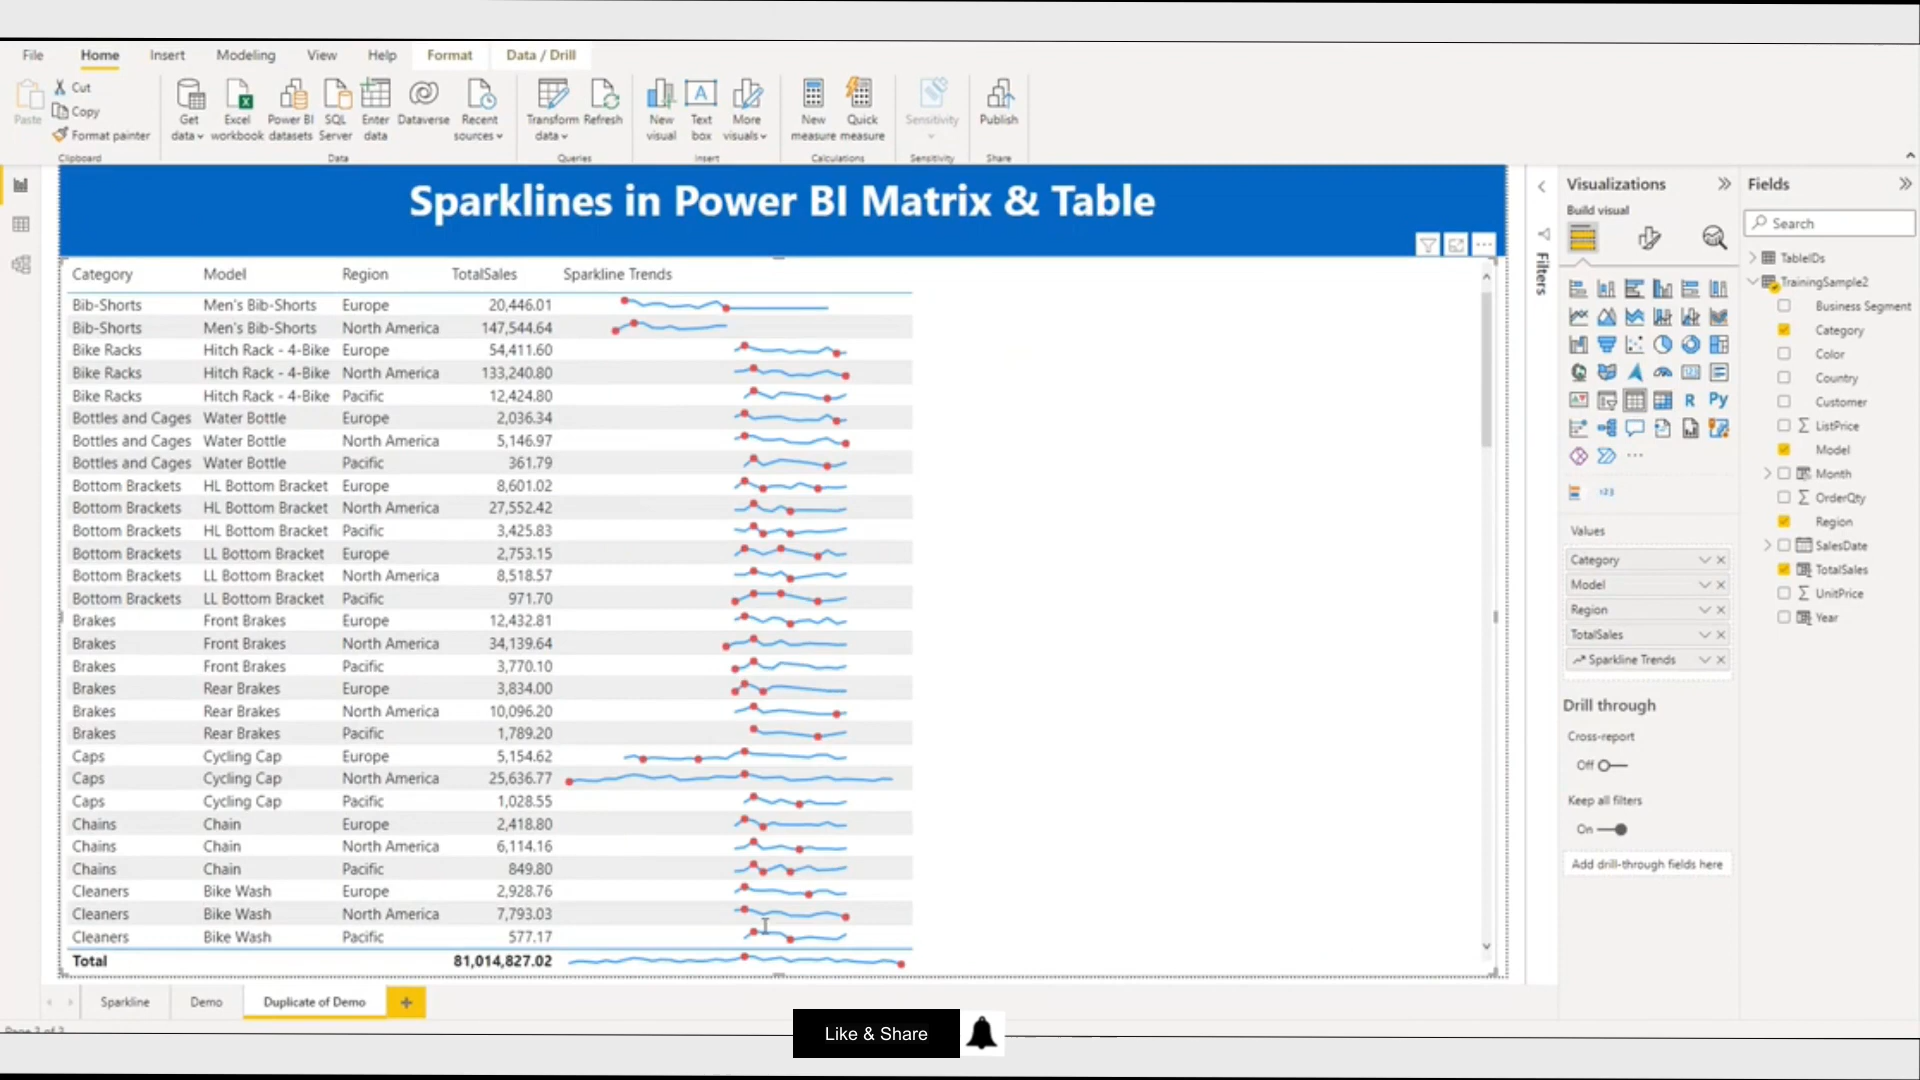 File Home Insert Modeling View Help Format Data / Drill
Paste
Cut
Copy
Format painter
Clipboard
Get data
Excel workbook
Power BI datasets
SQL Server
Enter data
Dataverse
Recent sources
Data
Transform data
Refresh
Queries
New visual
Text box
More visuals
Insert
New measure
Quick measure
Calculations
Sensitivity
Sensitivity
Publish
Share
Sparklines in Power BI Matrix & Table
Category Model Region TotalSales Sparkline Trends
Bib-Shorts Men's Bib-Shorts Europe 20,446.01
Bib-Shorts Men's Bib-Shorts North America 147,544.64
Bike Racks Hitch Rack - 4-Bike Europe 54,411.60
Bike Racks Hitch Rack - 4-Bike North America 133,240.80
Bike Racks Hitch Rack - 4-Bike Pacific 12,424.80
Bottles and Cages Water Bottle Europe 2,036.34
Bottles and Cages Water Bottle North America 5,146.97
Bottles and Cages Water Bottle Pacific 361.79
Bottom Brackets HL Bottom Bracket Europe 8,601.02
Bottom Brackets HL Bottom Bracket North America 27,552.42
Bottom Brackets HL Bottom Bracket Pacific 3,425.83
Bottom Brackets LL Bottom Bracket Europe 2,753.15
Bottom Brackets LL Bottom Bracket North America 8,518.57
Bottom Brackets LL Bottom Bracket Pacific 971.70
Brakes Front Brakes Europe 12,432.81
Brakes Front Brakes North America 34,139.64
Brakes Front Brakes Pacific 3,770.10
Brakes Rear Brakes Europe 3,834.00
Brakes Rear Brakes North America 10,096.20
Brakes Rear Brakes Pacific 1,789.20
Caps Cycling Cap Europe 5,154.62
Caps Cycling Cap North America 25,636.77
Caps Cycling Cap Pacific 1,028.55
Chains Chain Europe 2,418.80
Chains Chain North America 6,114.16
Chains Chain Pacific 849.80
Cleaners Bike Wash Europe 2,928.76
Cleaners Bike Wash North America 7,793.03
Cleaners Bike Wash Pacific 577.17
Total 81,014,827.02
Filters
Visualizations
Build visual
R Py
123
Values
Category
Model
Region
TotalSales
Sparkline Trends
Drill through
Cross-report
Off
Keep all filters
On
Add drill-through fields here
Fields
Search
TableIDs
TrainingSample2
Business Segment
Category
Color
Country
Customer
ListPrice
Model
Month
OrderQty
Region
SalesDate
TotalSales
UnitPrice
Year
Sparkline Demo Duplicate of Demo +
Like & Share